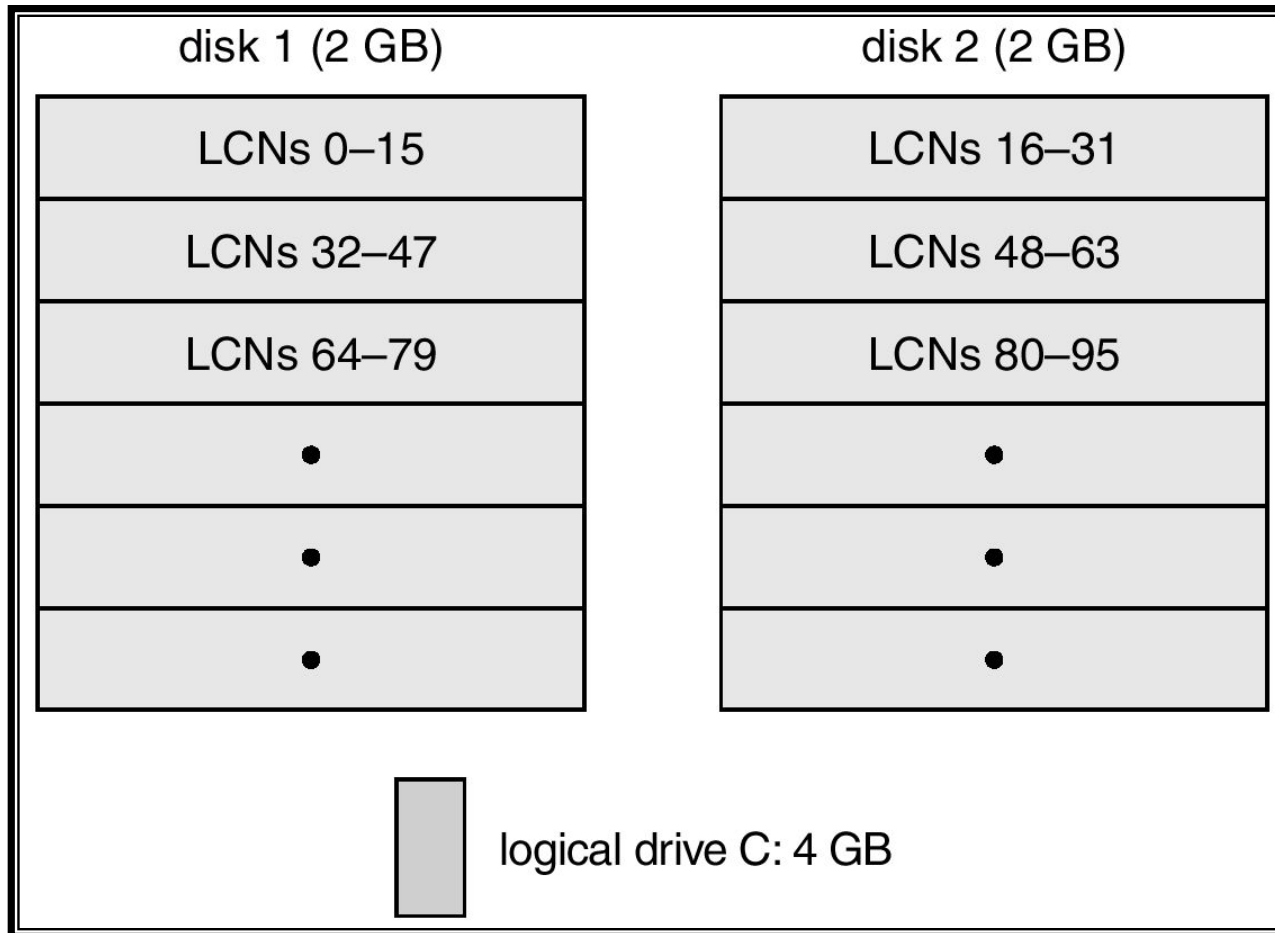 disk 1 (2 GB)
disk 2 (2 GB)
LCNs 0–15
LCNs 16–31
LCNs 32–47
LCNs 48–63
LCNs 64–79
LCNs 80–95
logical drive C: 4 GB